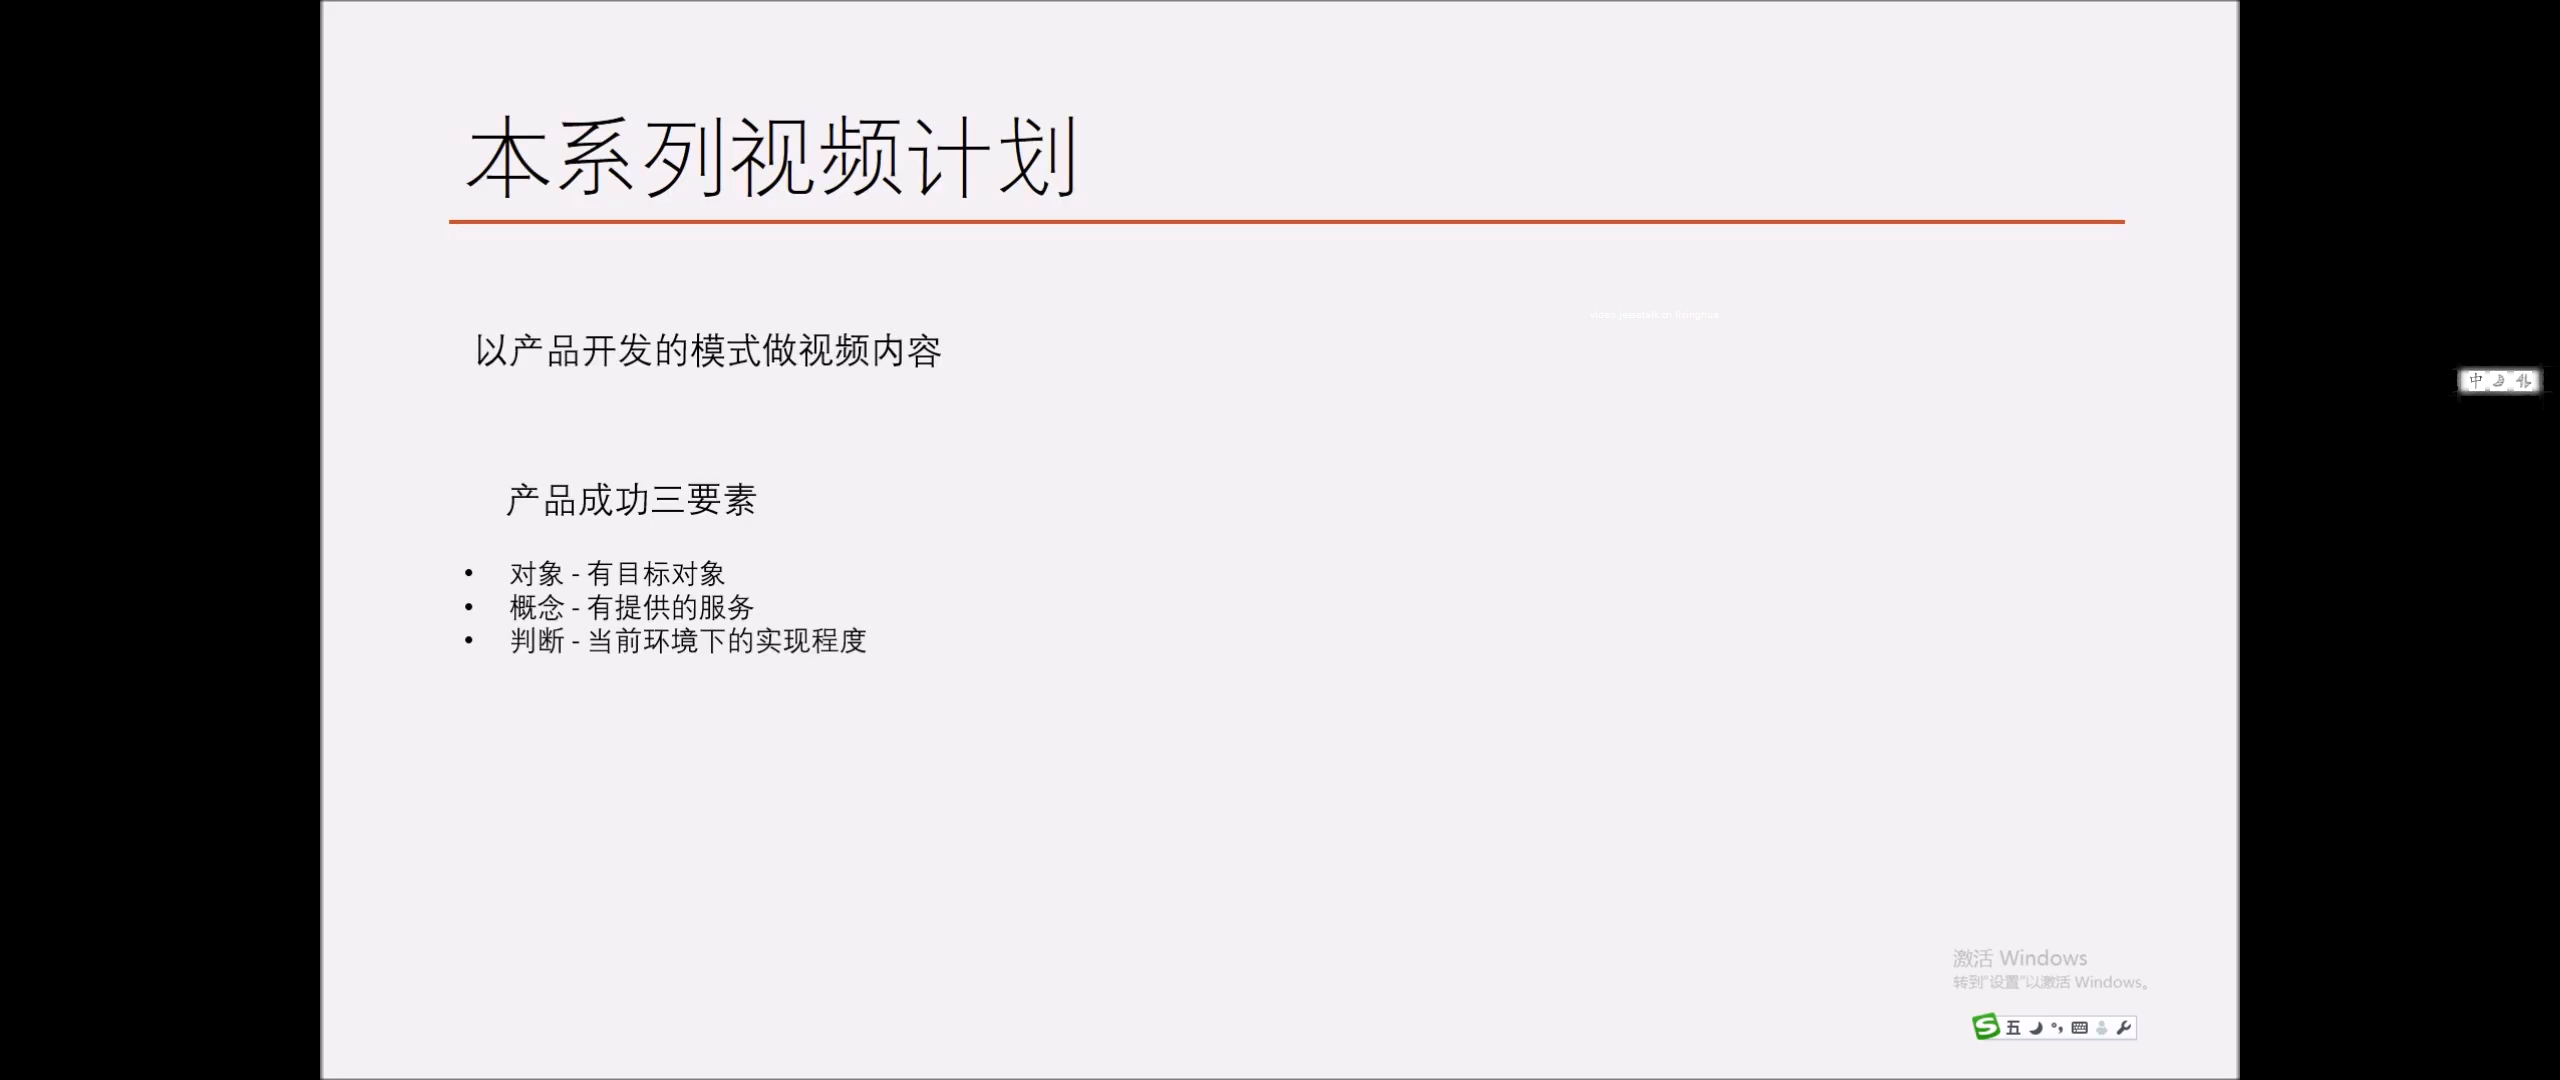 本系列视频计划
以产品开发的模式做视频内容
产品成功三要素
• 对象 - 有目标对象
• 概念 - 有提供的服务
• 判断 - 当前环境下的实现程度
中
激活 Windows
转到"设置"以激活 Windows。
五